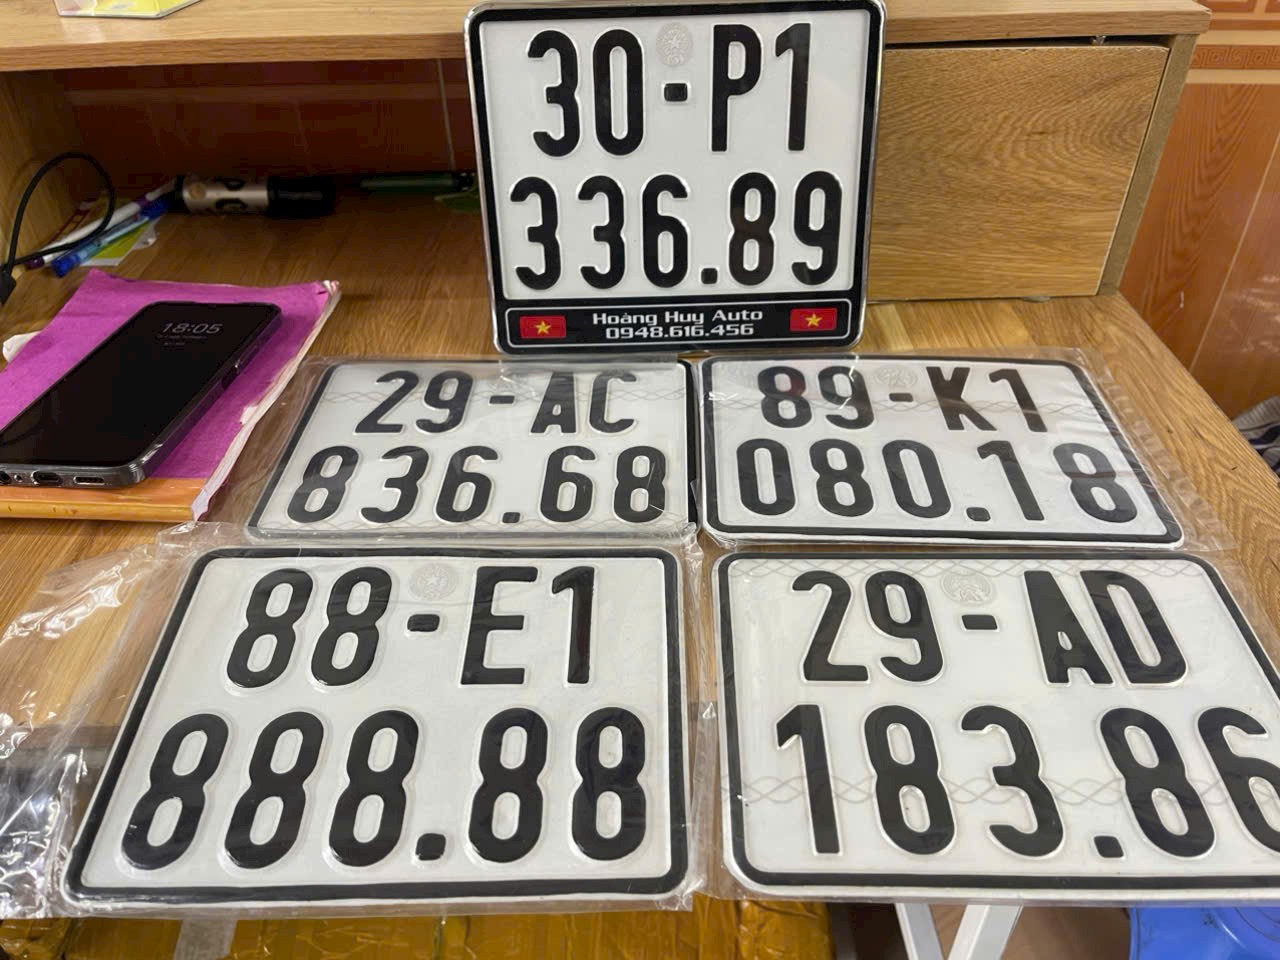 30-P1
336.89
Hoàng Huy Auto
0948.616.456
18:05
29-AC
836.68
89-K1
080.18
88-E1
888.88
29-AD
183.86